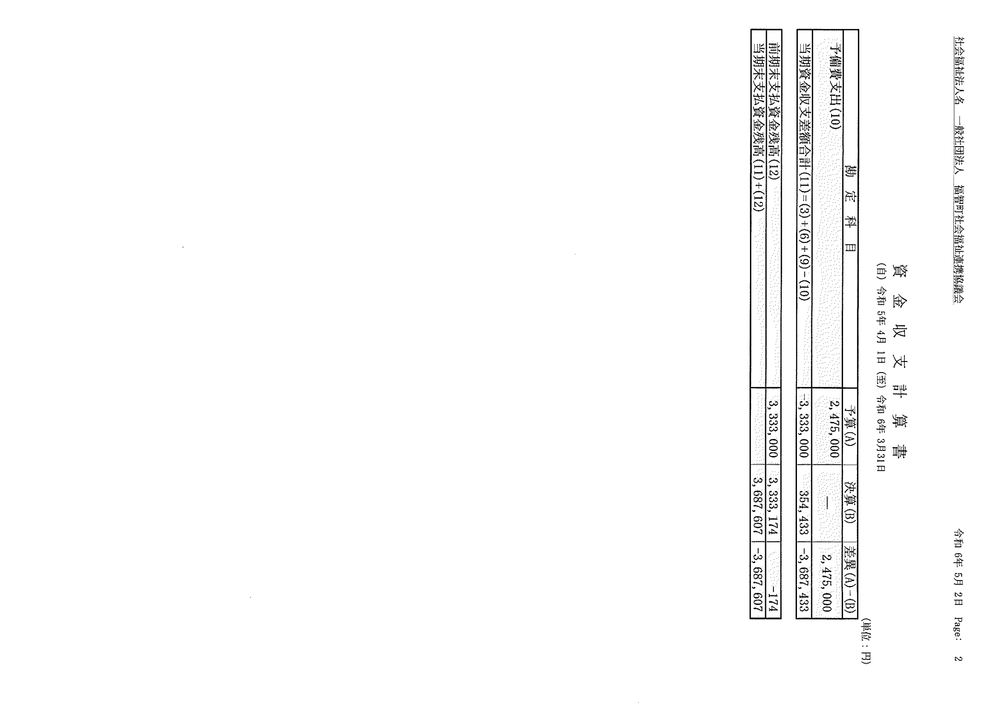 社会福祉法人名 一般社団法人 福智町社会福祉連携協議会 令和 6年 5月 2日 Page: 2
資 金 収 支 計 算 書
(自) 令和 5年 4月 1日 (至) 令和 6年 3月31日
(単位:円)
勘 定 科 目 予算(A) 決算(B) 差異(A)-(B)
予備費支出(10) 2,475,000 — 2,475,000
当期資金収支差額合計(11)=(3)+(6)+(9)-(10) -3,333,000 354,433 -3,687,433
前期末支払資金残高(12) 3,333,000 3,333,174 -174
当期末支払資金残高(11)+(12) 3,687,607 -3,687,607